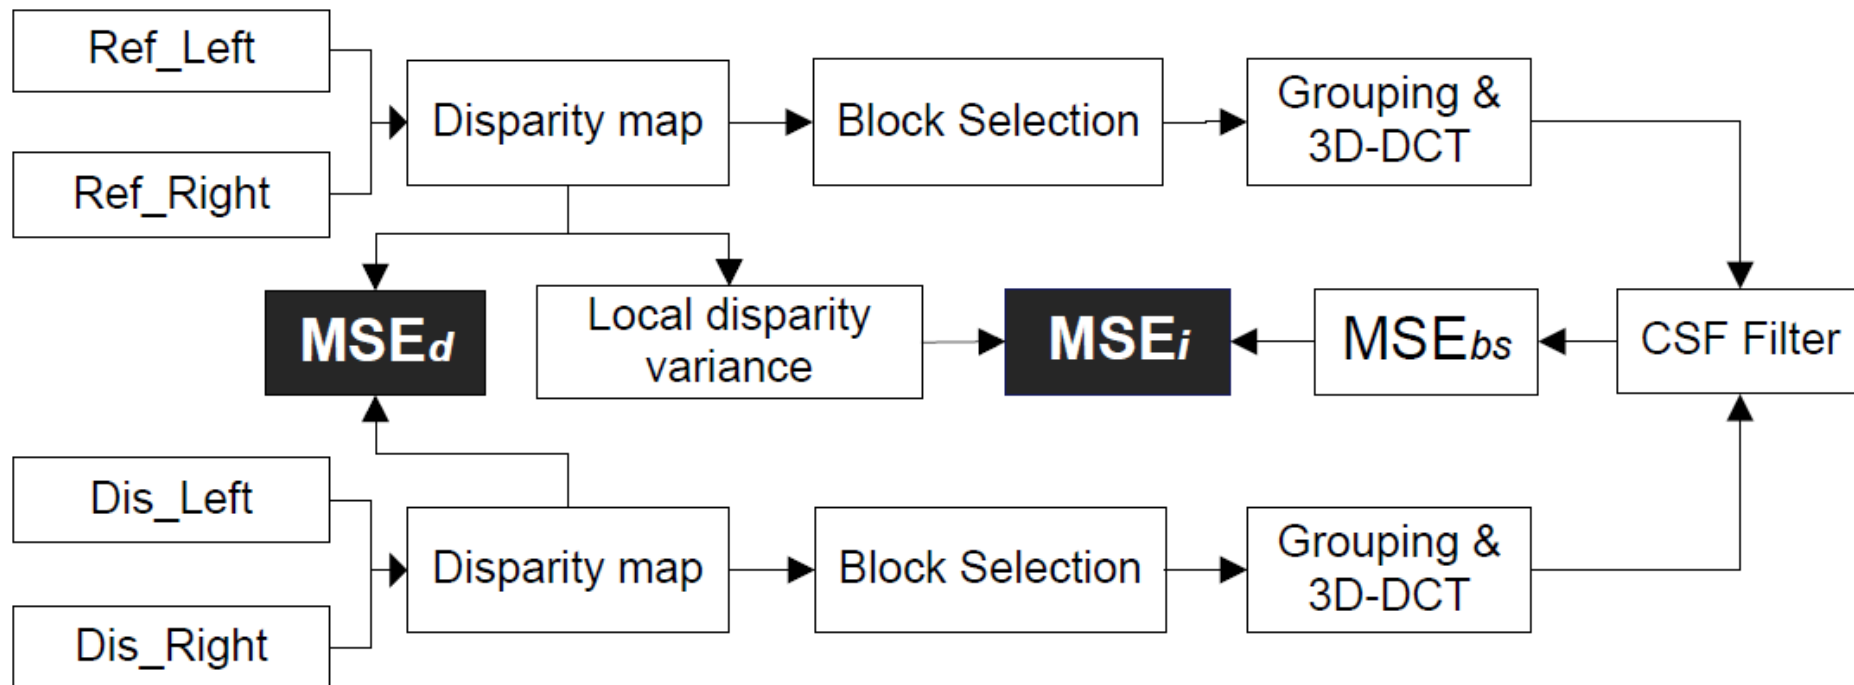 Ref_Left
Ref_Right
Disparity map
Block Selection
Grouping &
3D-DCT
MSEd
Local disparity
variance
MSEi
MSEbs
CSF Filter
Dis_Left
Dis_Right
Disparity map
Block Selection
Grouping &
3D-DCT